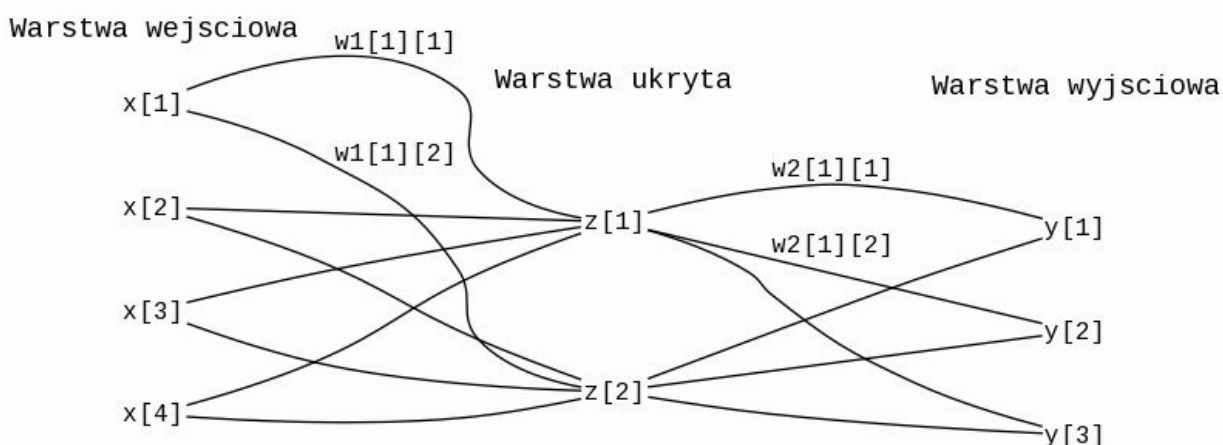 Warstwa wejsciowa
w1[1][1]
Warstwa ukryta
Warstwa wyjsciowa
x[1]
w1[1][2]
w2[1][1]
x[2]
z[1]
y[1]
w2[1][2]
x[3]
y[2]
z[2]
x[4]
y[3]